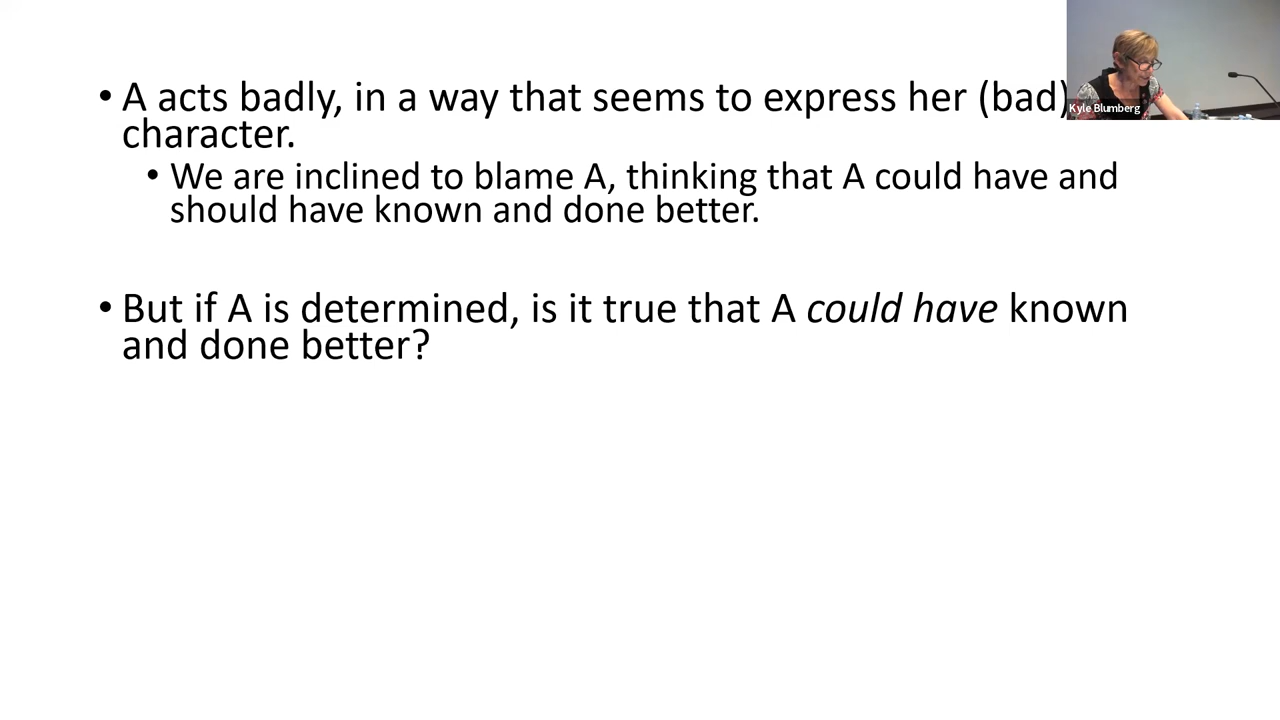 • A acts badly, in a way that seems to express her (bad)
character.
• We are inclined to blame A, thinking that A could have and
should have known and done better.
• But if A is determined, is it true that A could have known
and done better?
Kyle Blumberg